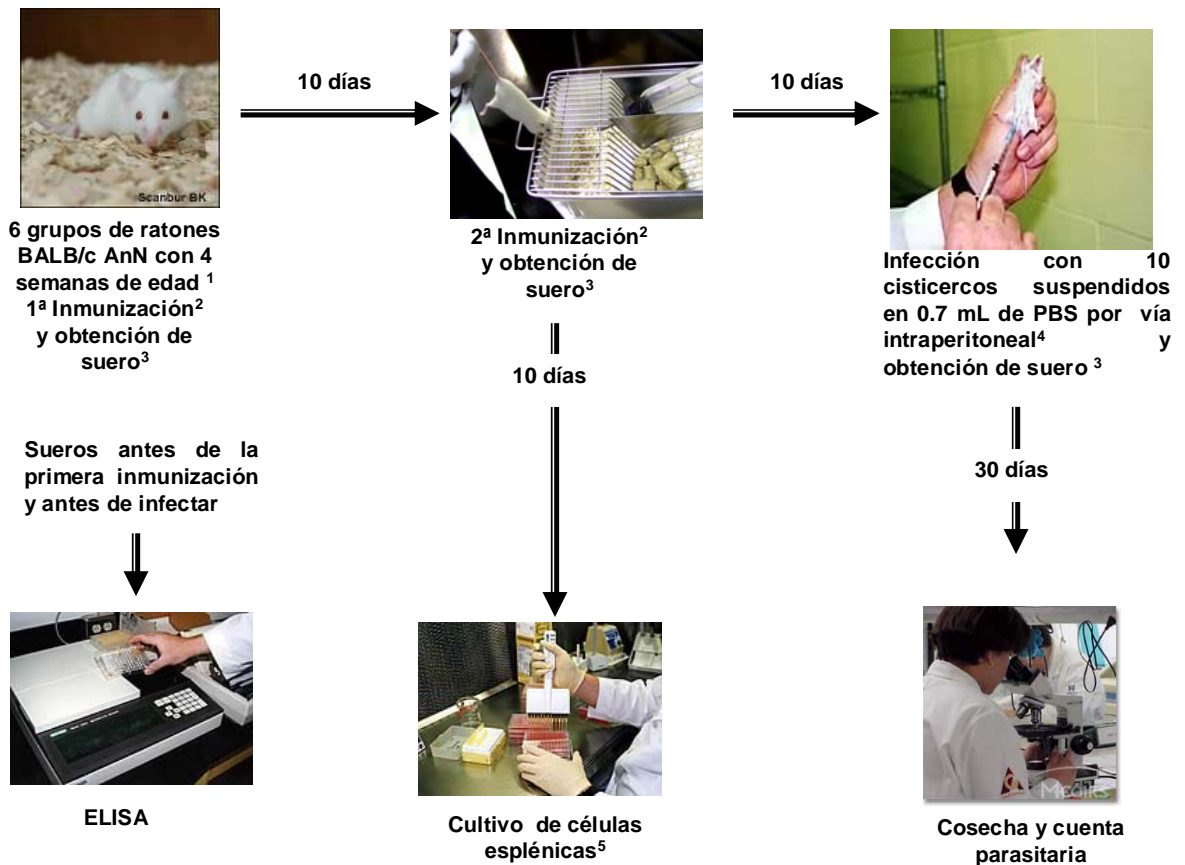 Scanbur BK
10 días
10 días
6 grupos de ratones
BALB/c AnN con 4
semanas de edad ¹
1ª Inmunización²
y obtención de
suero³
2ª Inmunización²
y obtención de
suero³
Infección con 10
cisticercos suspendidos
en 0.7 mL de PBS por vía
intraperitoneal⁴ y
obtención de suero ³
10 días
Sueros antes de la
primera inmunización
y antes de infectar
30 días
ELISA
Cultivo de células
esplénicas⁵
Cosecha y cuenta
parasitaria